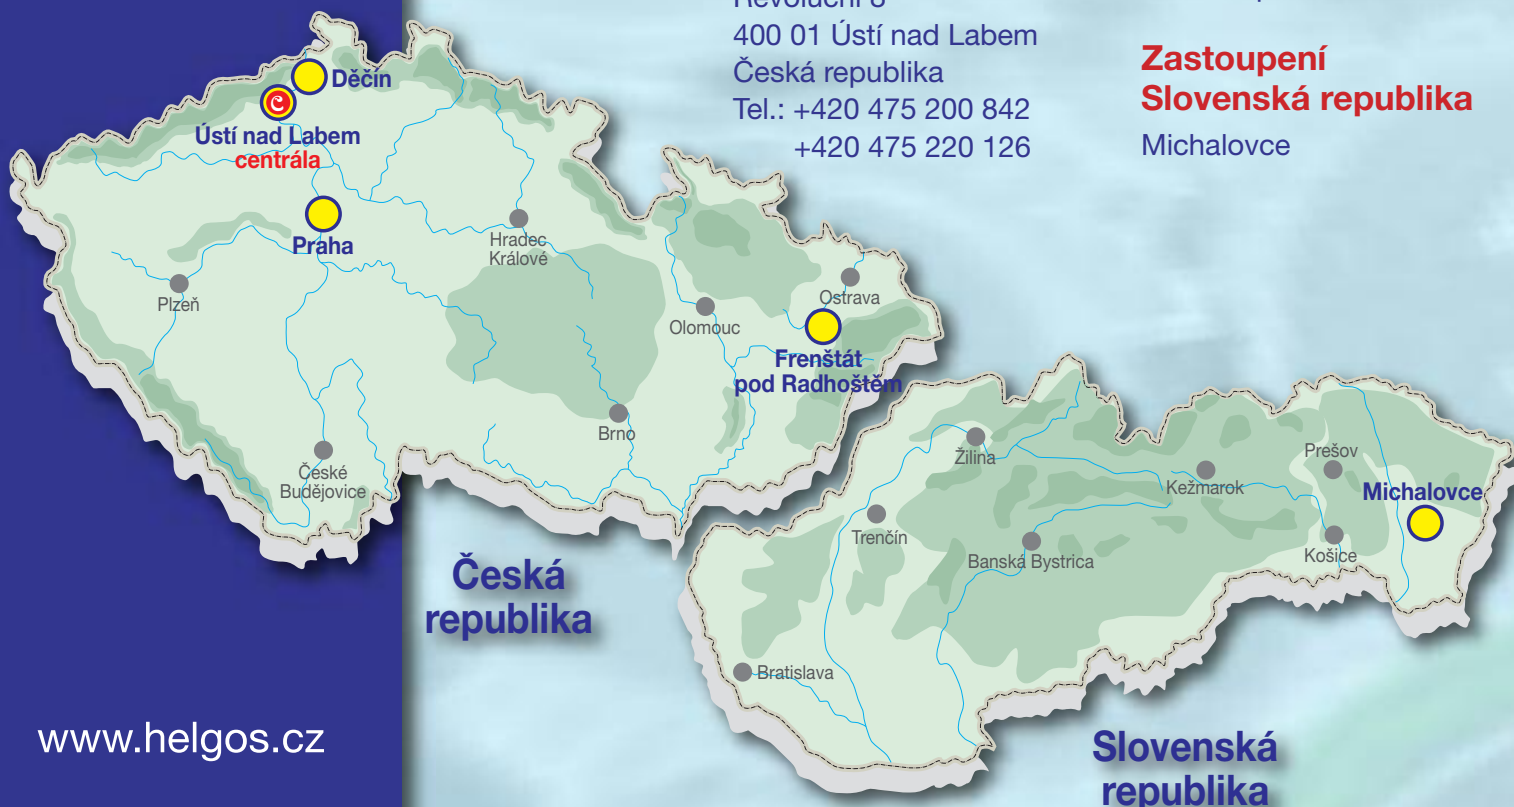 Revoluční 8
400 01 Ústí nad Labem
Česká republika
Tel.: +420 475 200 842
+420 475 220 126
Zastoupení
Slovenská republika
Michalovce
Děčín
C
Ústí nad Labem
centrála
Praha
Hradec
Králové
Plzeň
Ostrava
Olomouc
Frenštát
pod Radhoštěm
Brno
České
Budějovice
Žilina
Prešov
Kežmarok
Michalovce
Trenčín
Košice
Banská Bystrica
Česká
republika
Bratislava
www.helgos.cz
Slovenská
republika